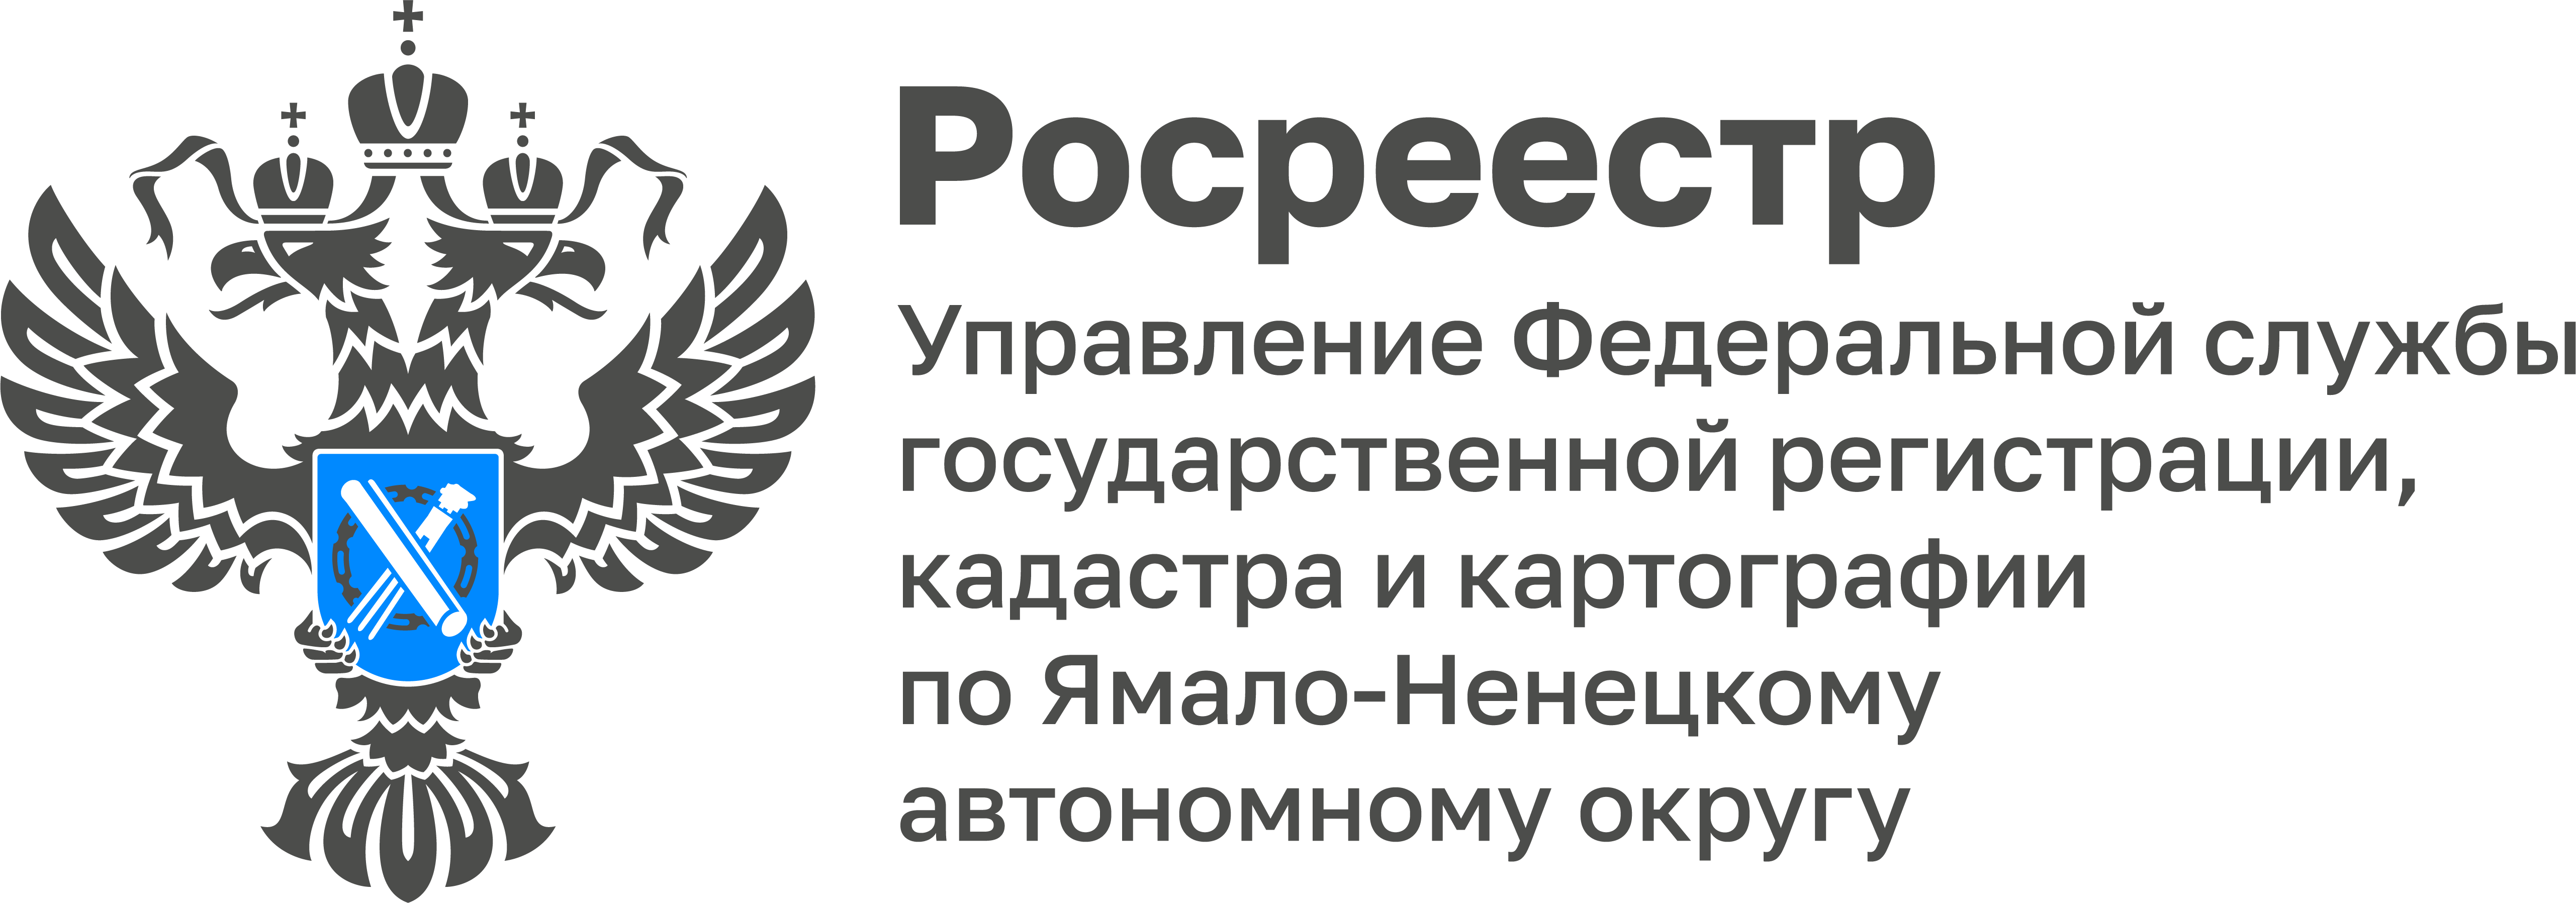 Росреестр
Управление Федеральной службы
государственной регистрации,
кадастра и картографии
по Ямало-Ненецкому
автономному округу